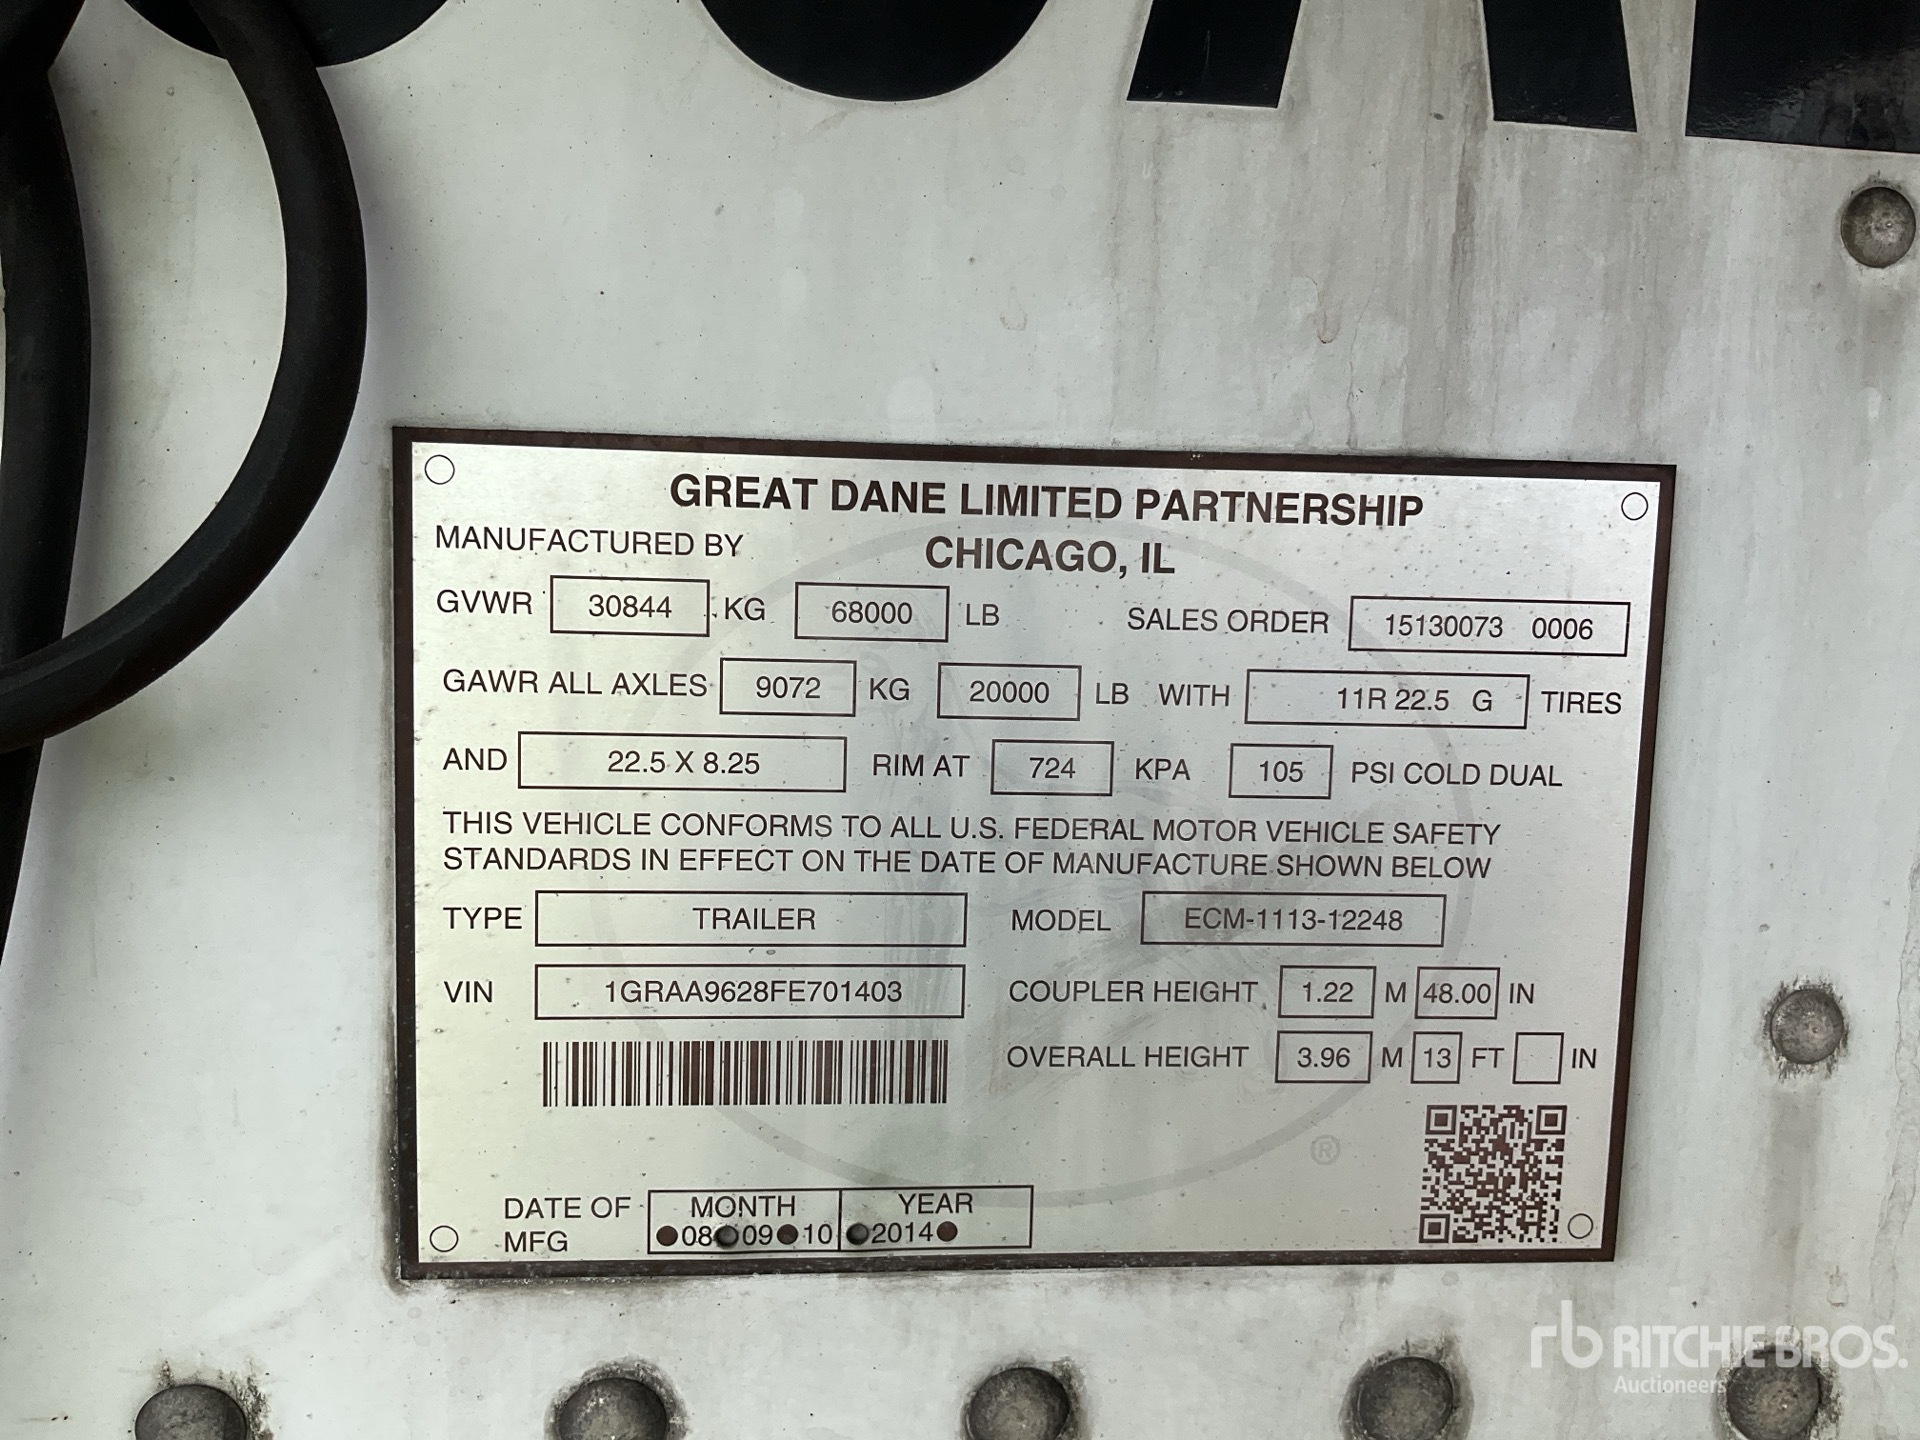 GREAT DANE LIMITED PARTNERSHIP
MANUFACTURED BY CHICAGO, IL
GVWR 30844 KG 68000 LB SALES ORDER 15130073 0006
GAWR ALL AXLES 9072 KG 20000 LB WITH 11R 22.5 G TIRES
AND 22.5 X 8.25 RIM AT 724 KPA 105 PSI COLD DUAL
THIS VEHICLE CONFORMS TO ALL U.S. FEDERAL MOTOR VEHICLE SAFETY
STANDARDS IN EFFECT ON THE DATE OF MANUFACTURE SHOWN BELOW
TYPE TRAILER MODEL ECM-1113-12248
VIN 1GRAA9628FE701403 COUPLER HEIGHT 1.22 M 48.00 IN
OVERALL HEIGHT 3.96 M 13 FT IN
®
DATE OF MFG MONTH YEAR
08 09 10 2014
rb RITCHIE BROS.
Auctioneers